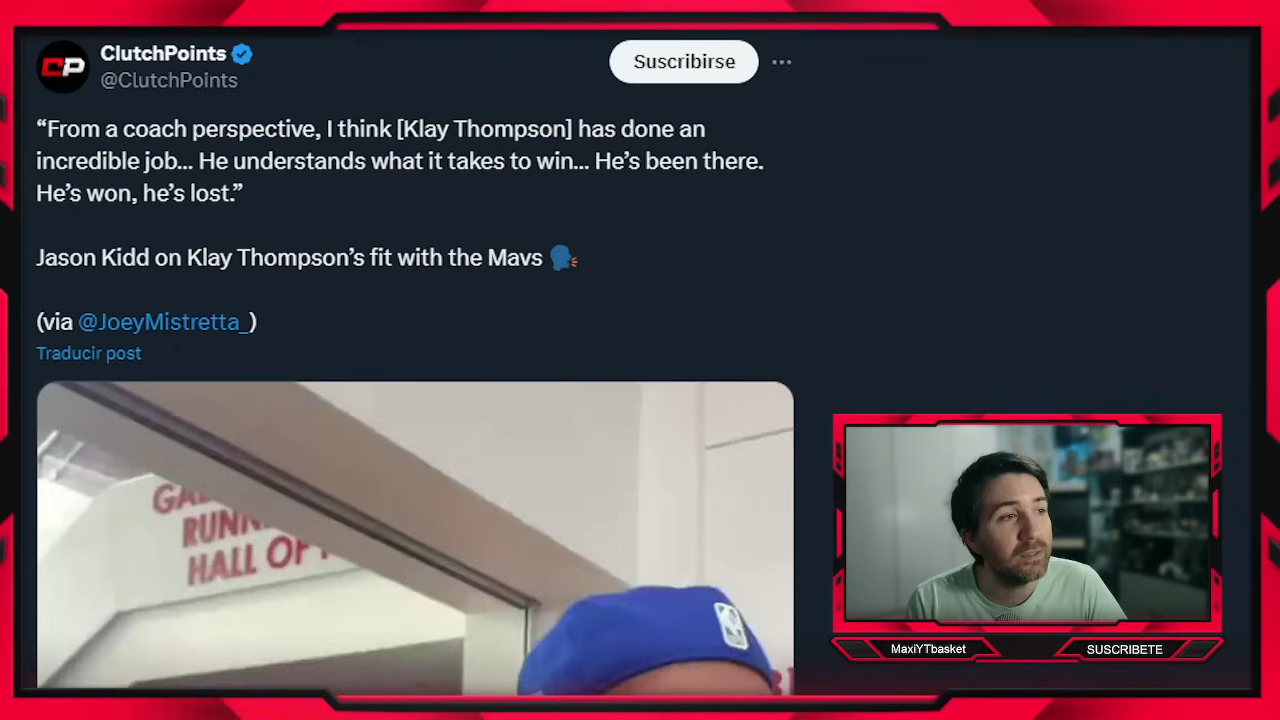 CP
ClutchPoints
@ClutchPoints
Suscribirse
“From a coach perspective, I think [Klay Thompson] has done an
incredible job... He understands what it takes to win... He’s been there.
He’s won, he’s lost.”
Jason Kidd on Klay Thompson’s fit with the Mavs
(via @JoeyMistretta_)
Traducir post
HALL OF
MaxiYTbasket
SUSCRIBETE